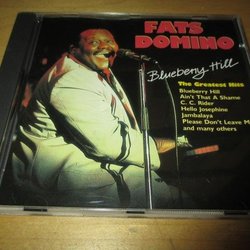 FATS
DOMINO
Blueberry Hill
The Greatest Hits
Blueberry Hill
Ain't That A Shame
C. C. Rider
Hello Josephine
Jambalaya
Please Don't Leave M
and many others